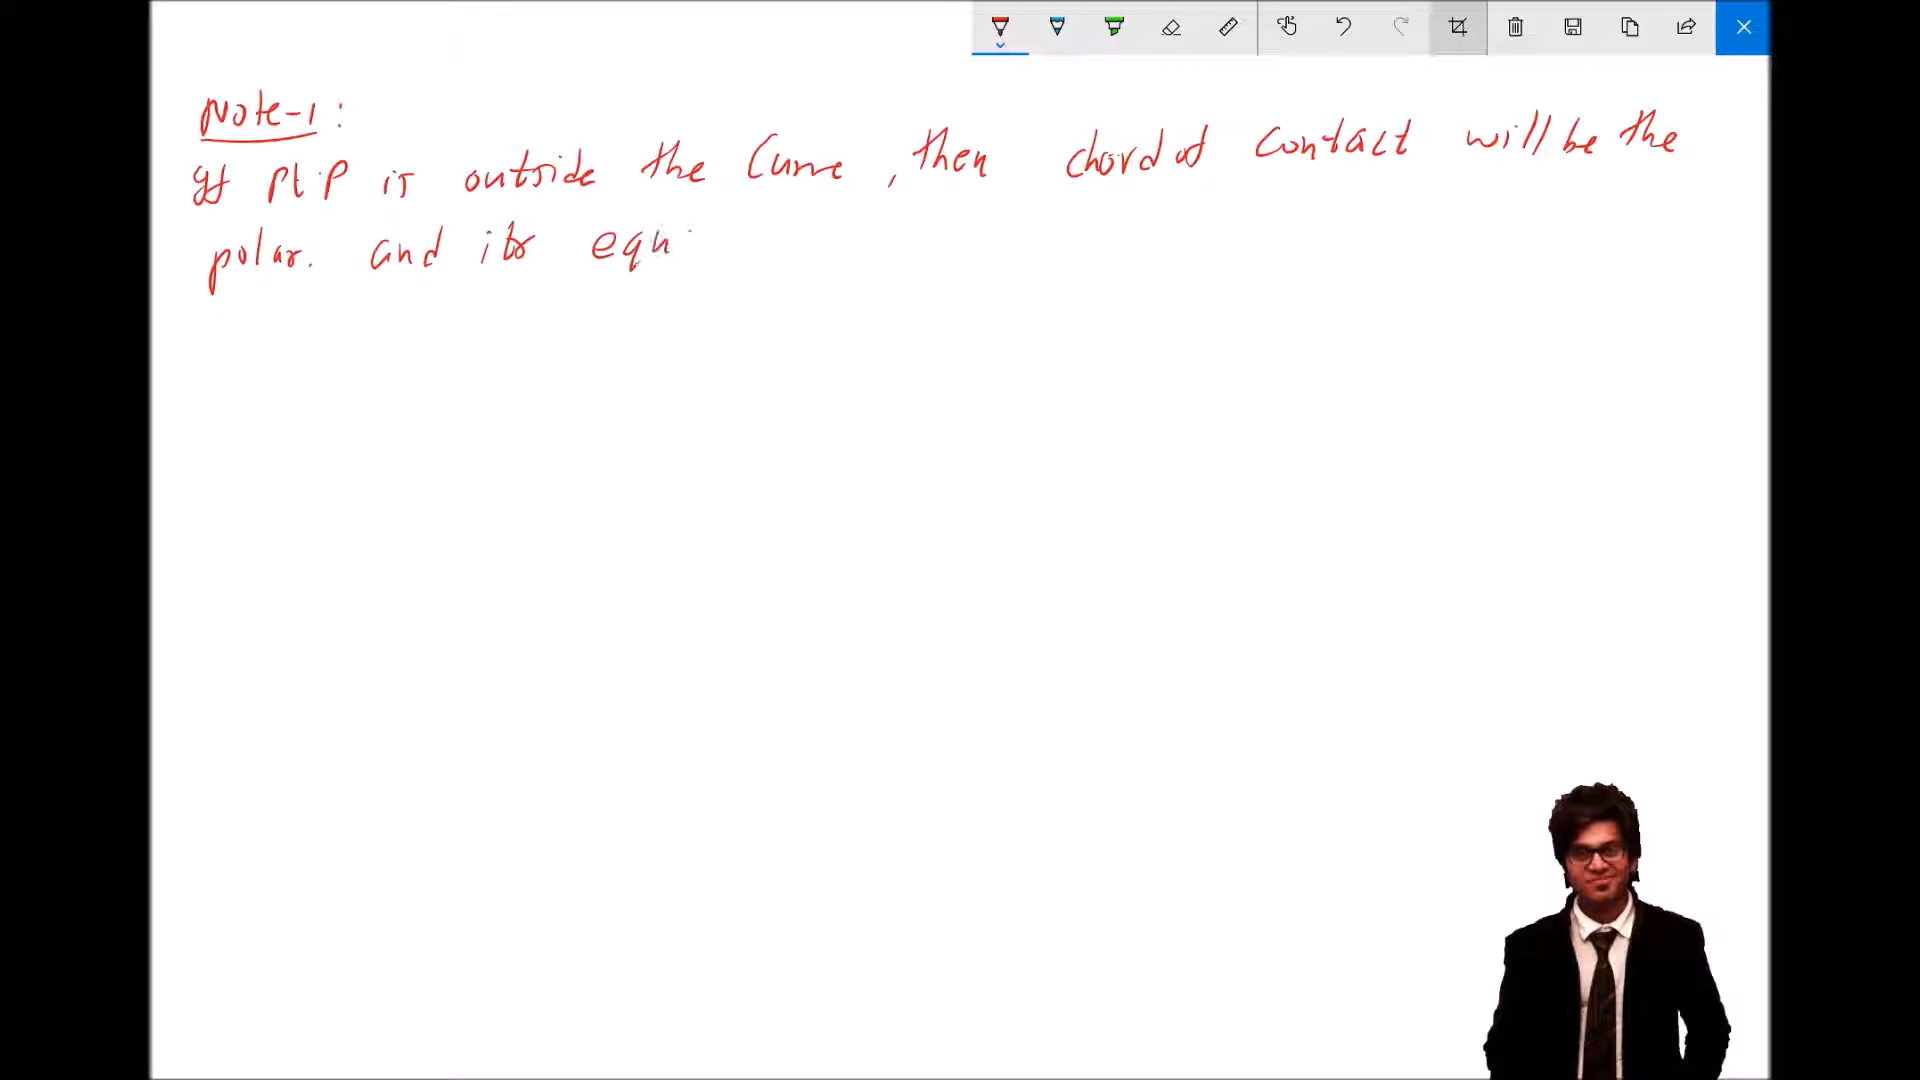 Note-1:
If pt. P is outside the curve, then chord of contact will be the
polar. and its eqn